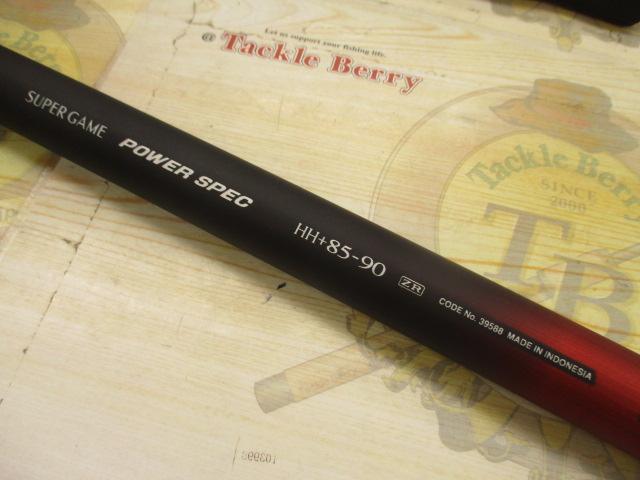 Let us support your fishing life.
@ Tackle Berry
SUPER GAME POWER SPEC HH+85-90 ZR CODE No. 39588 MADE IN INDONESIA
Tackle Berry
SINCE
2000
TB